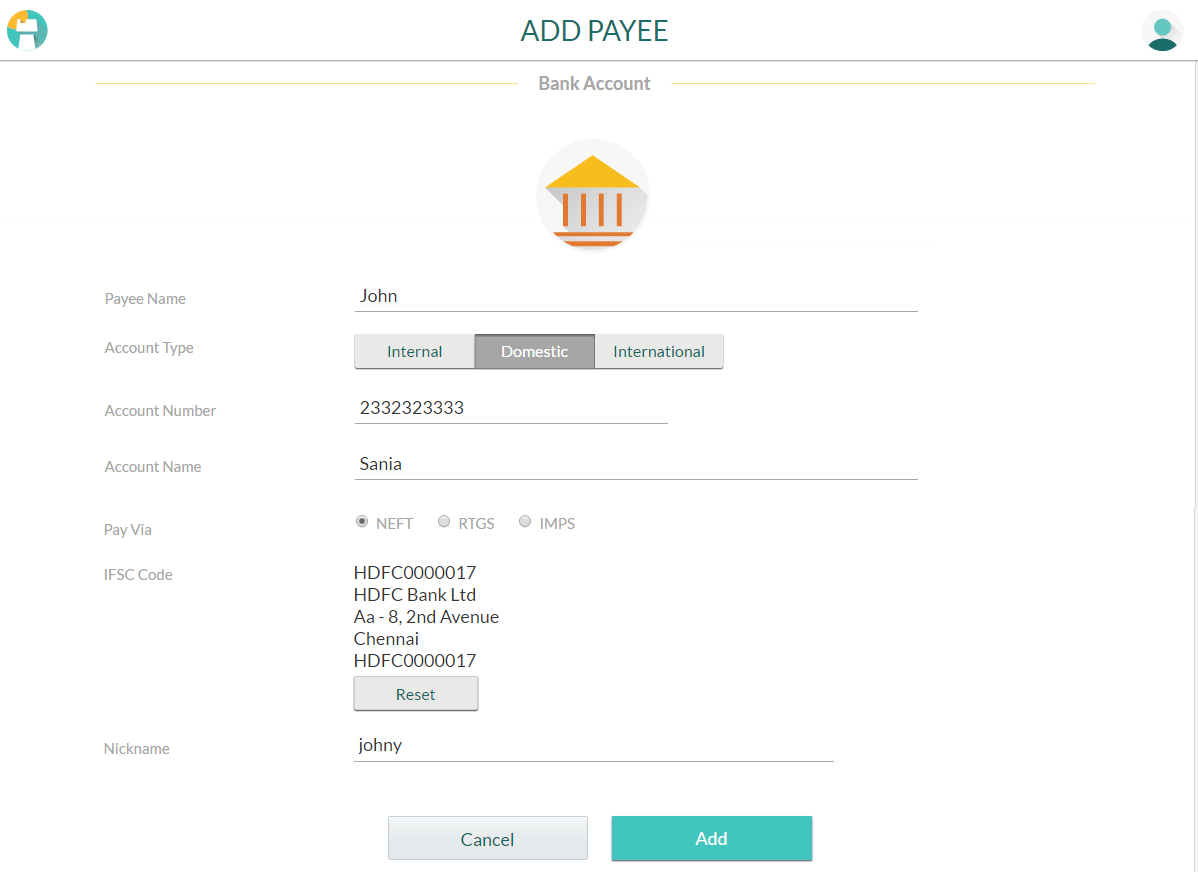 ADD PAYEE
Bank Account
Payee Name John
Account Type Internal Domestic International
Account Number 2332323333
Account Name Sania
Pay Via NEFT RTGS IMPS
IFSC Code HDFC0000017
HDFC Bank Ltd
Aa - 8, 2nd Avenue
Chennai
HDFC0000017
Reset
Nickname johny
Cancel Add